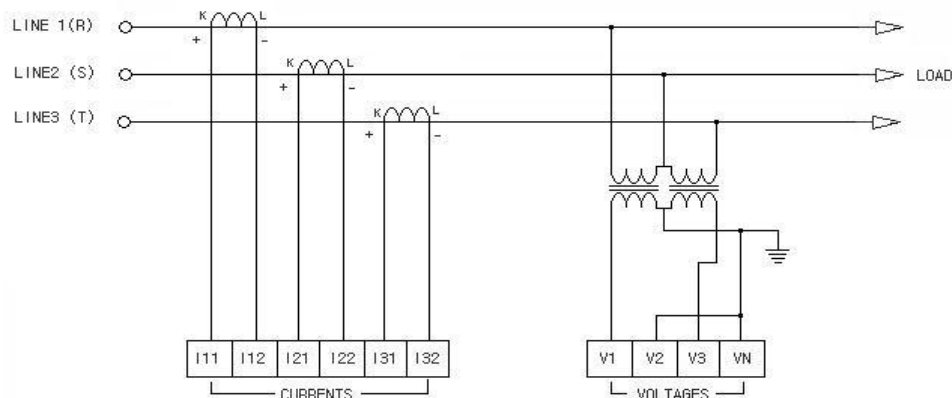 LINE 1(R)
K L
+ -
LINE2 (S)
K L
+ -
LOAD
LINE3 (T)
K L
+ -
I11 I12 I21 I22 I31 I32
V1 V2 V3 VN
CURRENTS
VOLTAGES